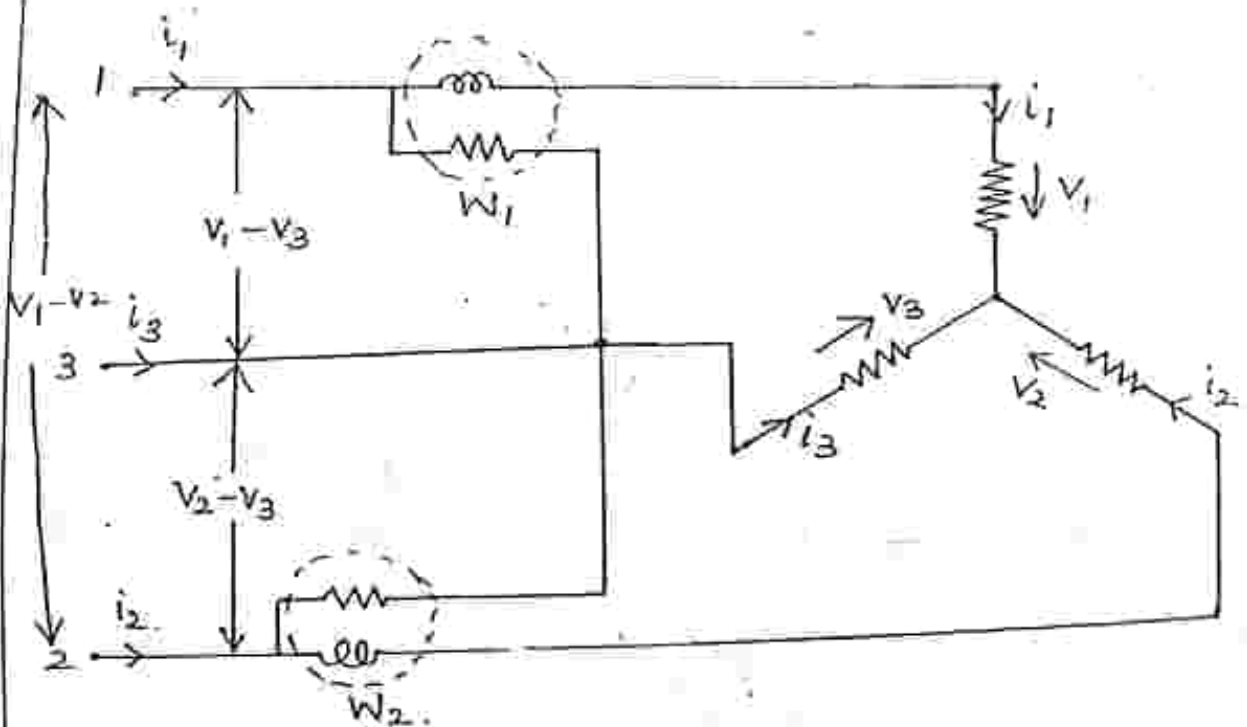 i₁
1
i₁
V₁
W₁
V₁ - V₃
V₁ - V₂
i₃
3
V₃
V₂
i₂
i₃
V₂ - V₃
i₂.
2
W₂.